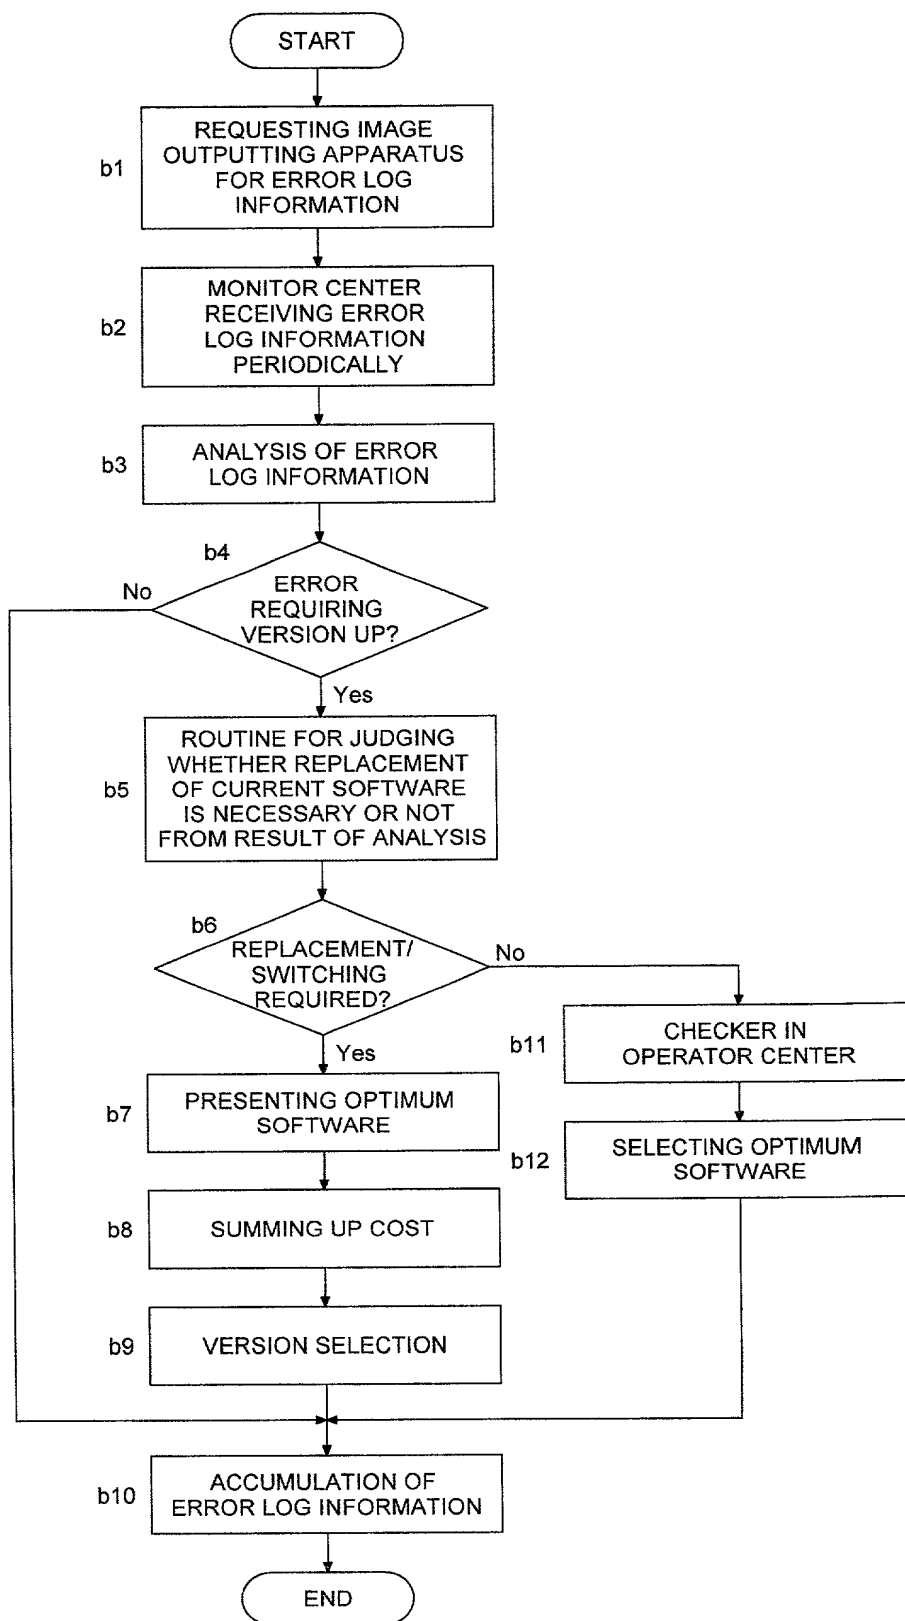 START
b1
REQUESTING IMAGE
OUTPUTTING APPARATUS
FOR ERROR LOG
INFORMATION
b2
MONITOR CENTER
RECEIVING ERROR
LOG INFORMATION
PERIODICALLY
b3
ANALYSIS OF ERROR
LOG INFORMATION
b4
No
ERROR
REQUIRING
VERSION UP?
Yes
b5
ROUTINE FOR JUDGING
WHETHER REPLACEMENT
OF CURRENT SOFTWARE
IS NECESSARY OR NOT
FROM RESULT OF ANALYSIS
b6
REPLACEMENT/
SWITCHING
REQUIRED?
No
Yes
b11
CHECKER IN
OPERATOR CENTER
b7
PRESENTING OPTIMUM
SOFTWARE
b12
SELECTING OPTIMUM
SOFTWARE
b8
SUMMING UP COST
b9
VERSION SELECTION
b10
ACCUMULATION OF
ERROR LOG INFORMATION
END